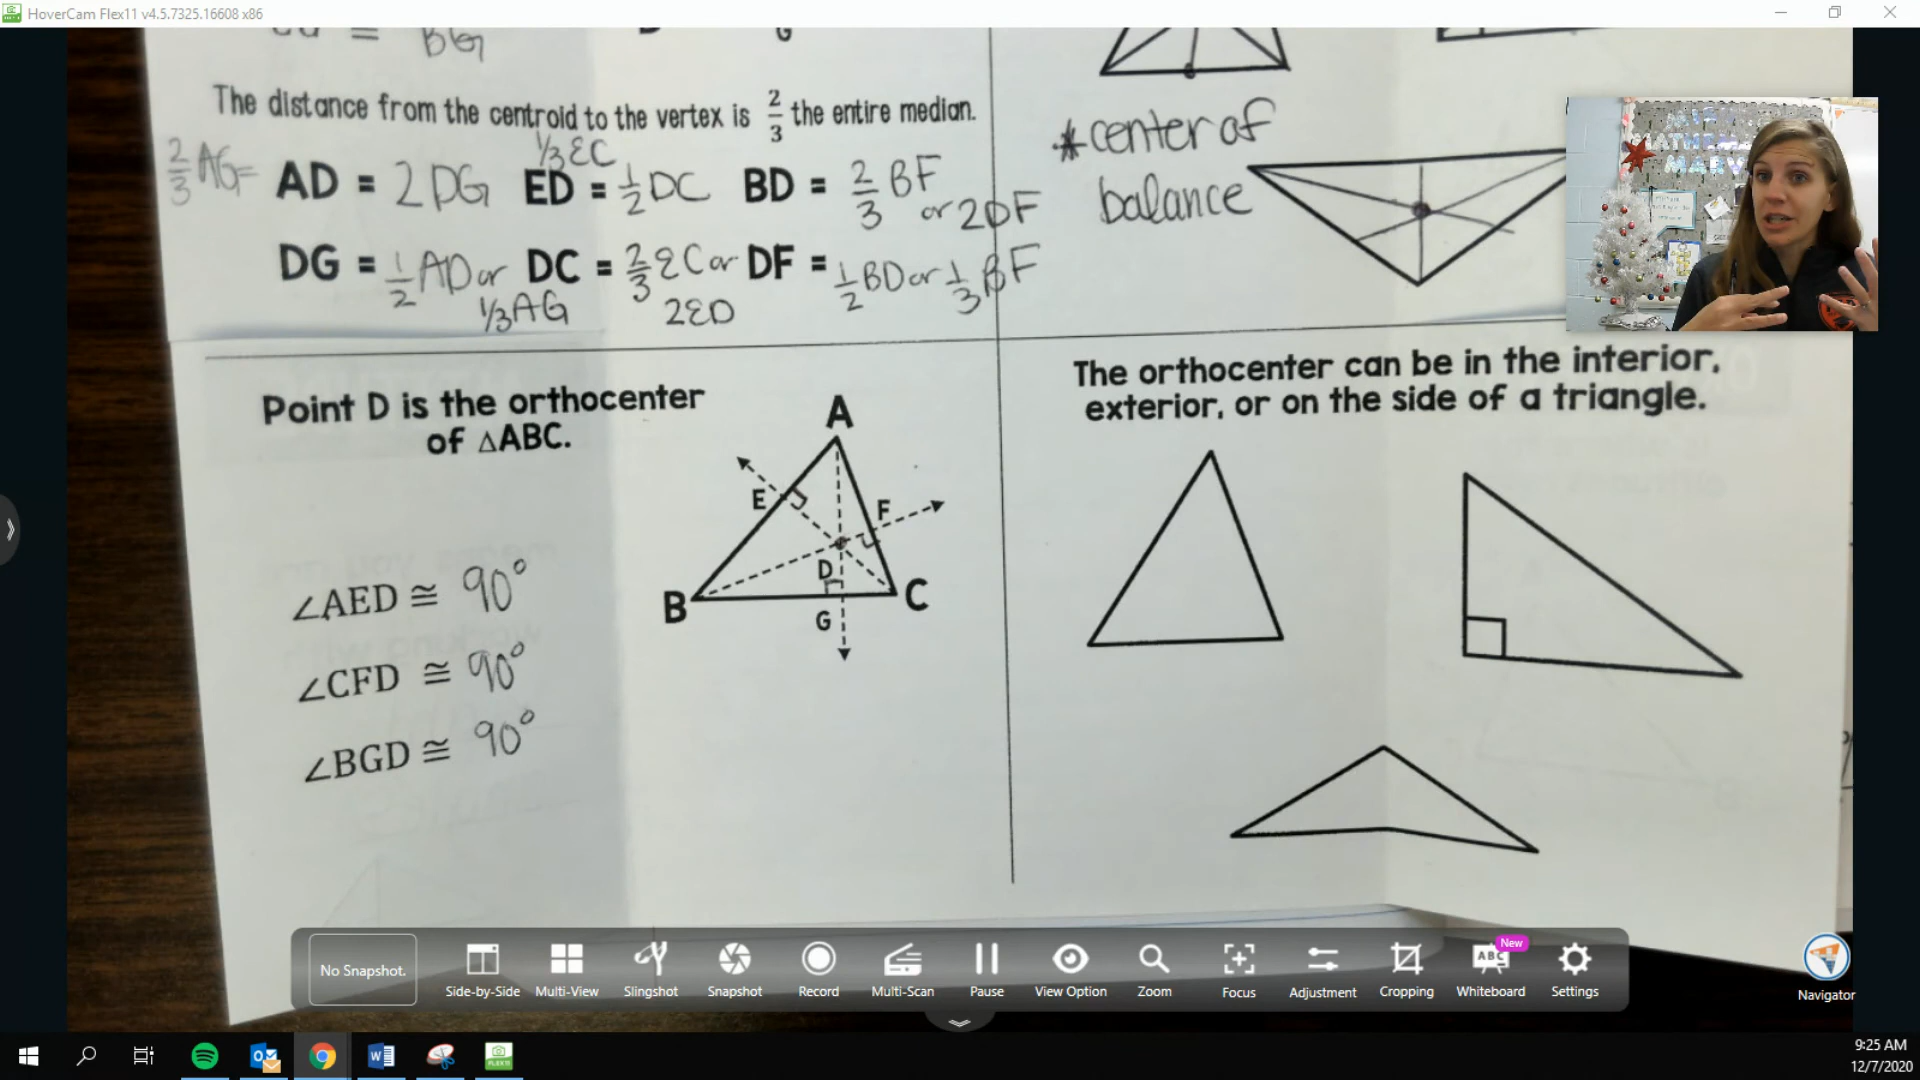 HoverCam Flex11 v4.5.7325.16608 x86
= BG
G
The distance from the centroid to the vertex is 2/3 the entire median.
2/3 AG = AD = 2DG 1/3 EC ED = 1/2 DC BD = 2/3 BF or 2DF
DG = 1/2 AD or 1/3 AG DC = 2/3 EC or 2ED DF = 1/2 BD or 1/3 BF
* center of
balance
Point D is the orthocenter
of △ABC.
A
E
F
D
B
C
G
∠AED ≅ 90°
∠CFD ≅ 90°
∠BGD ≅ 90°
The orthocenter can be in the interior,
exterior, or on the side of a triangle.
No Snapshot.
Side-by-Side
Multi-View
Slingshot
Snapshot
Record
Multi-Scan
Pause
View Option
Zoom
Focus
Adjustment
Cropping
New
ABC
Whiteboard
Settings
Navigator
9:25 AM
12/7/2020